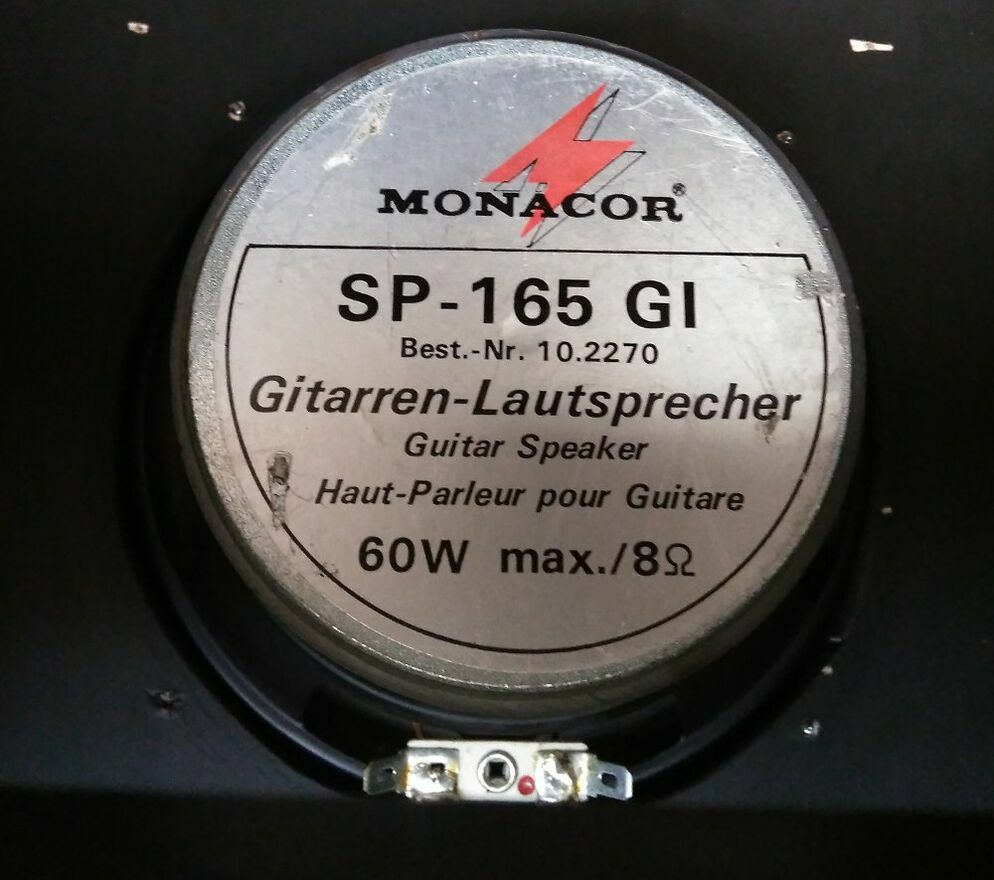 MONACOR®
SP-165 GI
Best.-Nr. 10.2270
Gitarren-Lautsprecher
Guitar Speaker
Haut-Parleur pour Guitare
60W max./8Ω